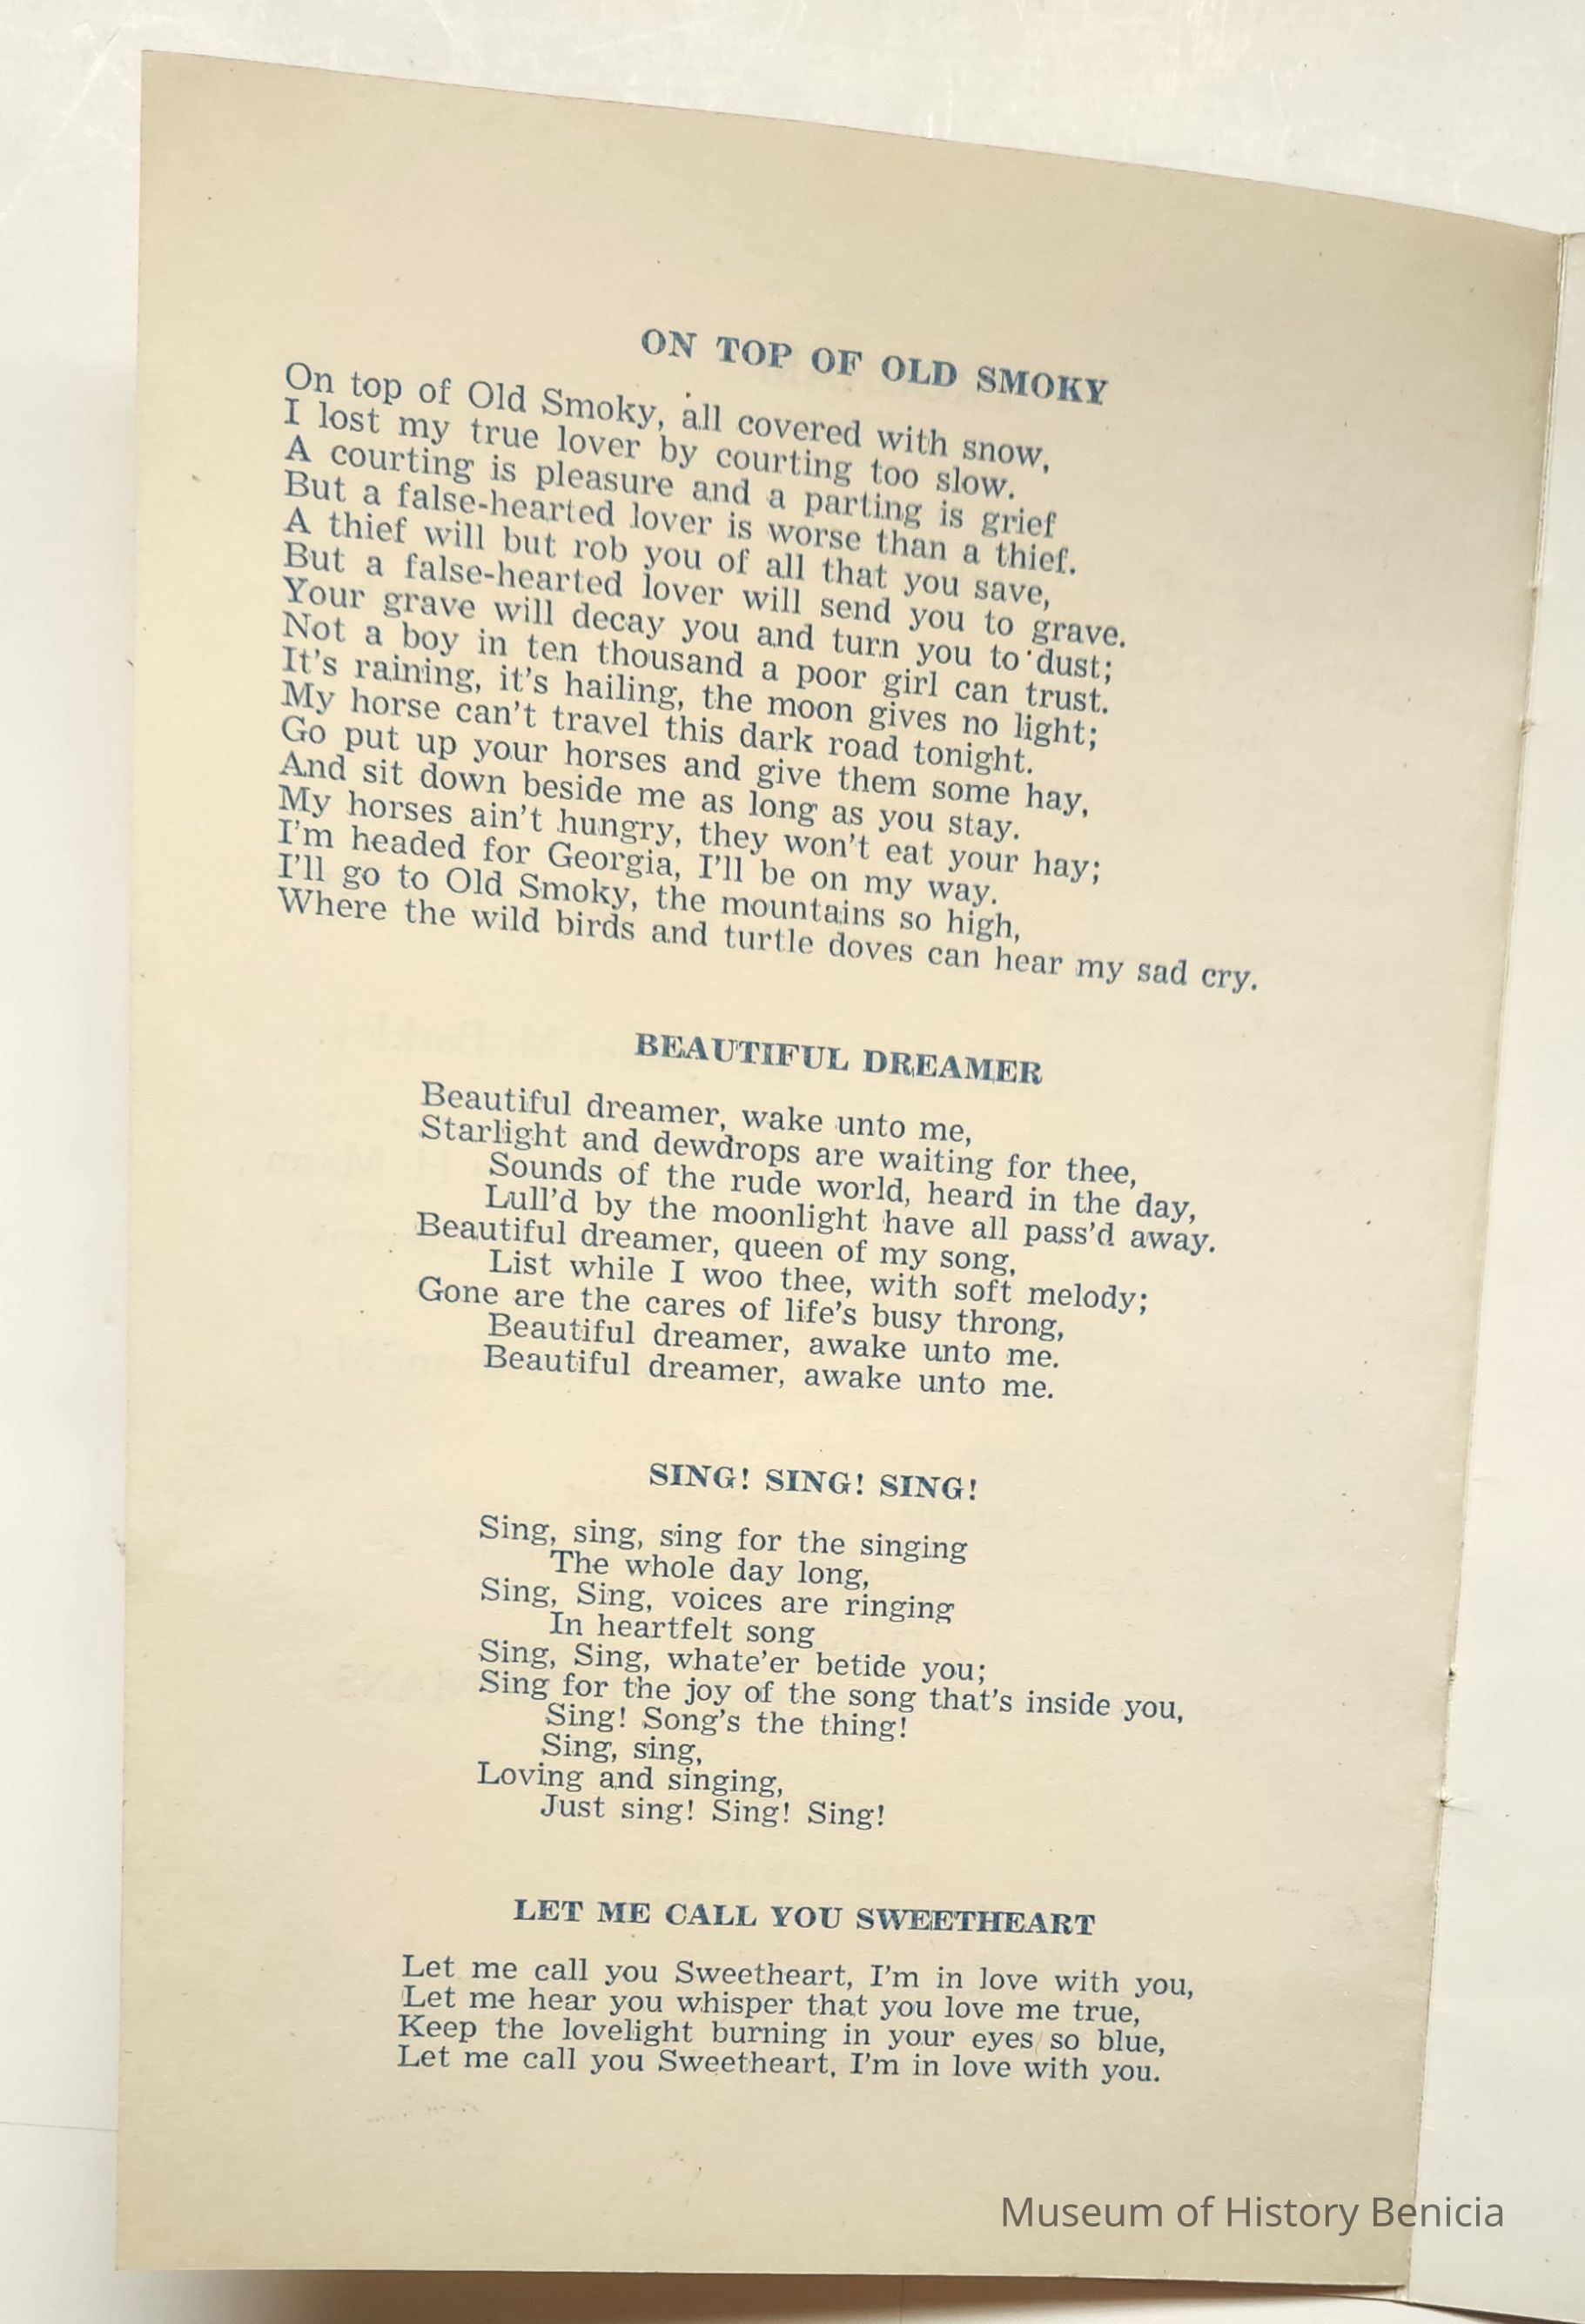 ON TOP OF OLD SMOKY
On top of Old Smoky, all covered with snow,
I lost my true lover by courting too slow.
A courting is pleasure and a parting is grief
But a false-hearted lover is worse than a thief.
A thief will but rob you of all that you save,
But a false-hearted lover will send you to grave.
Your grave will decay you and turn you to dust;
Not a boy in ten thousand a poor girl can trust.
It's raining, it's hailing, the moon gives no light;
My horse can't travel this dark road tonight.
Go put up your horses and give them some hay,
And sit down beside me as long as you stay.
My horses ain't hungry, they won't eat your hay;
I'm headed for Georgia, I'll be on my way.
I'll go to Old Smoky, the mountains so high,
Where the wild birds and turtle doves can hear my sad cry.
BEAUTIFUL DREAMER
Beautiful dreamer, wake unto me,
Starlight and dewdrops are waiting for thee,
Sounds of the rude world, heard in the day,
Lull'd by the moonlight have all pass'd away.
Beautiful dreamer, queen of my song,
List while I woo thee, with soft melody;
Gone are the cares of life's busy throng,
Beautiful dreamer, awake unto me.
Beautiful dreamer, awake unto me.
SING! SING! SING!
Sing, sing, sing for the singing
The whole day long,
Sing, Sing, voices are ringing
In heartfelt song
Sing, Sing, whate'er betide you;
Sing for the joy of the song that's inside you,
Sing! Song's the thing!
Sing, sing,
Loving and singing,
Just sing! Sing! Sing!
LET ME CALL YOU SWEETHEART
Let me call you Sweetheart, I'm in love with you,
Let me hear you whisper that you love me true,
Keep the lovelight burning in your eyes so blue,
Let me call you Sweetheart, I'm in love with you.
Museum of History Benicia